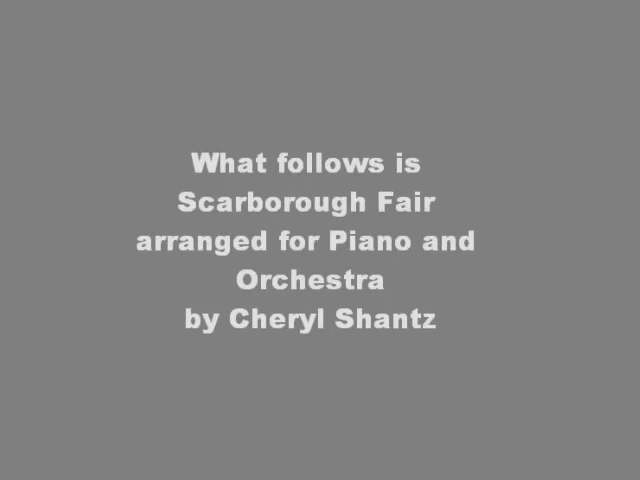 What follows is
Scarborough Fair
arranged for Piano and
Orchestra
by Cheryl Shantz